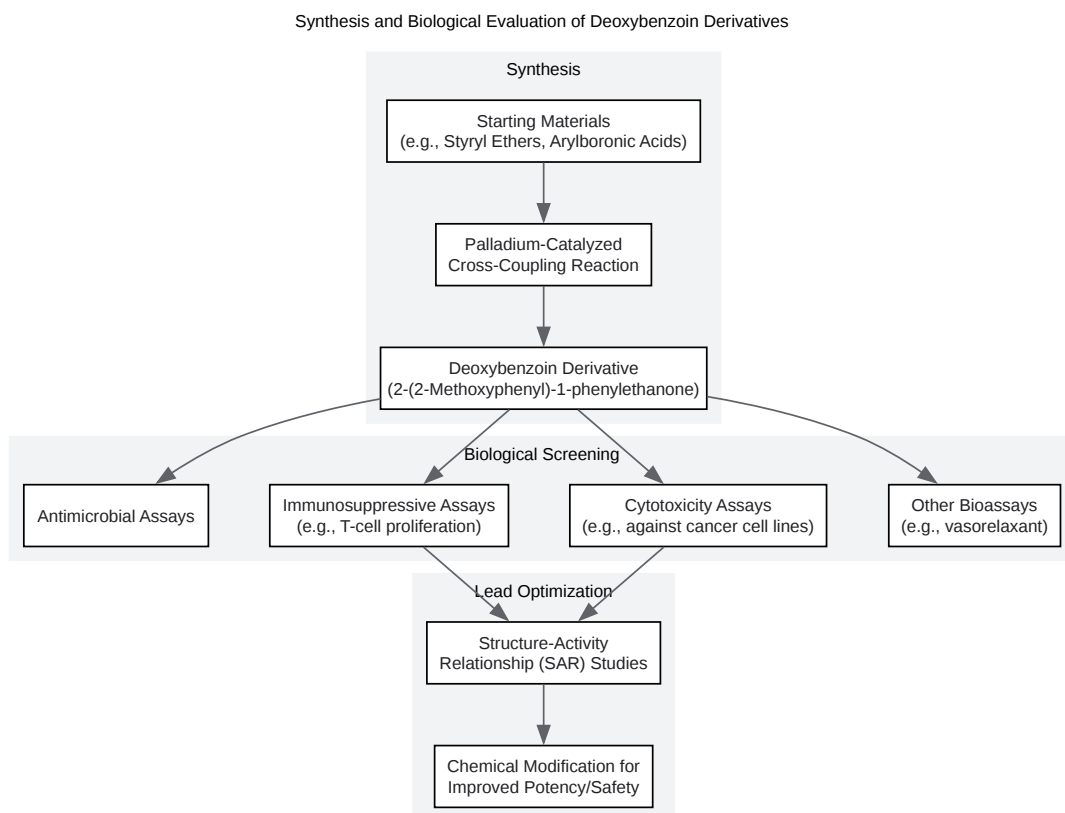 Synthesis and Biological Evaluation of Deoxybenzoin Derivatives
Synthesis
Starting Materials
(e.g., Styryl Ethers, Arylboronic Acids)
Palladium-Catalyzed
Cross-Coupling Reaction
Deoxybenzoin Derivative
(2-(2-Methoxyphenyl)-1-phenylethanone)
Biological Screening
Antimicrobial Assays
Immunosuppressive Assays
(e.g., T-cell proliferation)
Cytotoxicity Assays
(e.g., against cancer cell lines)
Other Bioassays
(e.g., vasorelaxant)
Lead Optimization
Structure-Activity
Relationship (SAR) Studies
Chemical Modification for
Improved Potency/Safety